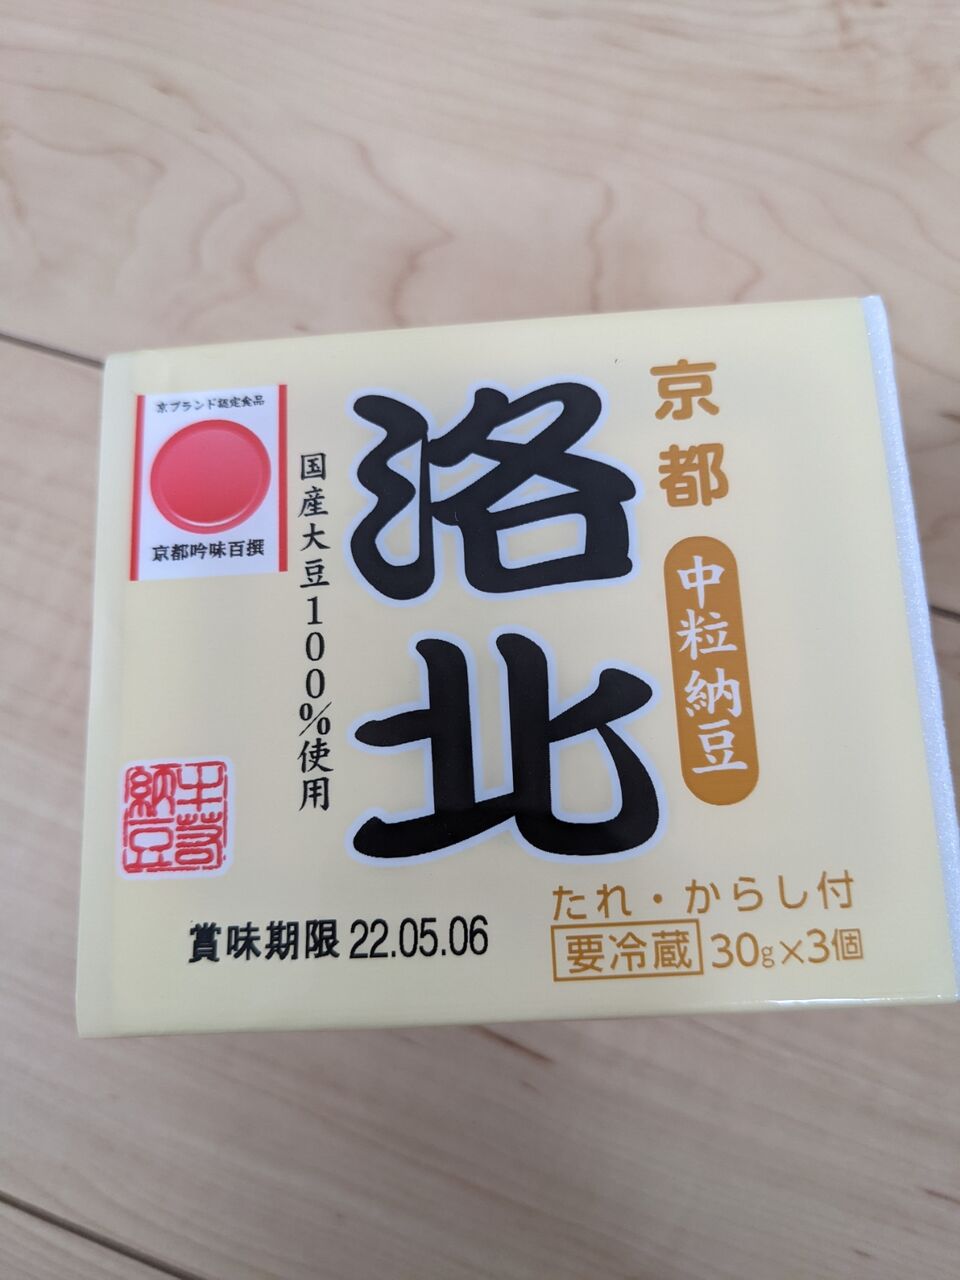 京都
中粒納豆
洛北
国産大豆100%使用
京ブランド認定食品
京都吟味百撰
牛若
納豆
たれ・からし付
要冷蔵 30g×3個
賞味期限 22.05.06